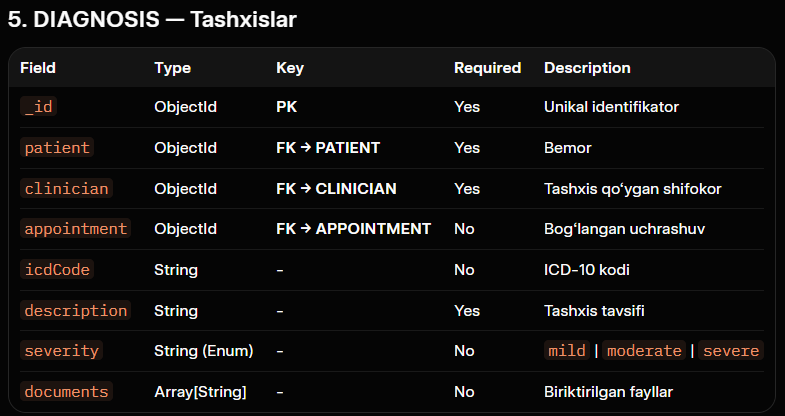 5. DIAGNOSIS — Tashxislar
Field Type Key Required Description
_id ObjectId PK Yes Unikal identifikator
patient ObjectId FK → PATIENT Yes Bemor
clinician ObjectId FK → CLINICIAN Yes Tashxis qo‘ygan shifokor
appointment ObjectId FK → APPOINTMENT No Bog‘langan uchrashuv
icdCode String - No ICD-10 kodi
description String - Yes Tashxis tavsifi
severity String (Enum) - No mild | moderate | severe
documents Array[String] - No Biriktirilgan fayllar